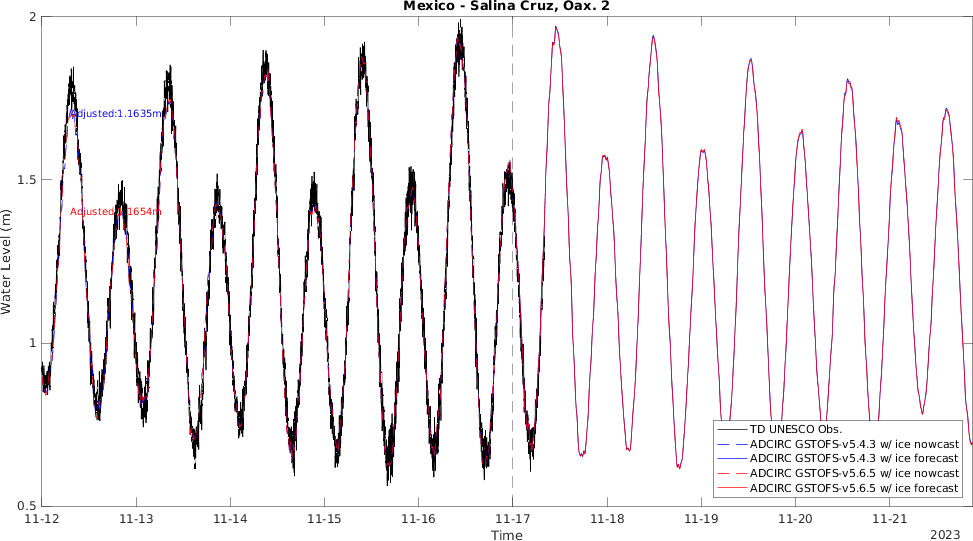 Mexico - Salina Cruz, Oax. 2
2
1.5
1
0.5
Water Level (m)
Adjusted:1.1635m
Adjusted:1.1654m
TD UNESCO Obs.
ADCIRC GSTOFS-v5.4.3 w/ ice nowcast
ADCIRC GSTOFS-v5.4.3 w/ ice forecast
ADCIRC GSTOFS-v5.6.5 w/ ice nowcast
ADCIRC GSTOFS-v5.6.5 w/ ice forecast
11-12 11-13 11-14 11-15 11-16 11-17 11-18 11-19 11-20 11-21
Time
2023